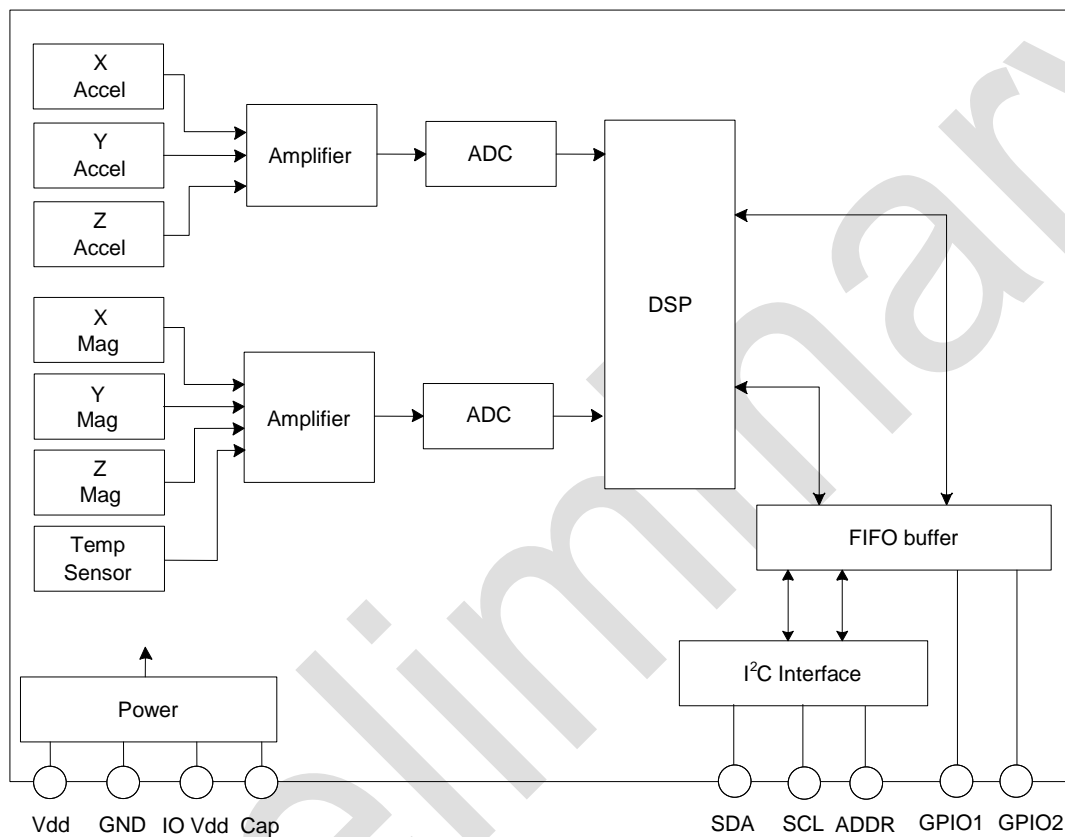 X
Accel
Y
Accel
Z
Accel
Amplifier
ADC
DSP
X
Mag
Y
Mag
Z
Mag
Temp
Sensor
Amplifier
ADC
FIFO buffer
I²C Interface
Power
Vdd
GND
IO Vdd
Cap
SDA
SCL
ADDR
GPIO1
GPIO2
eliminary